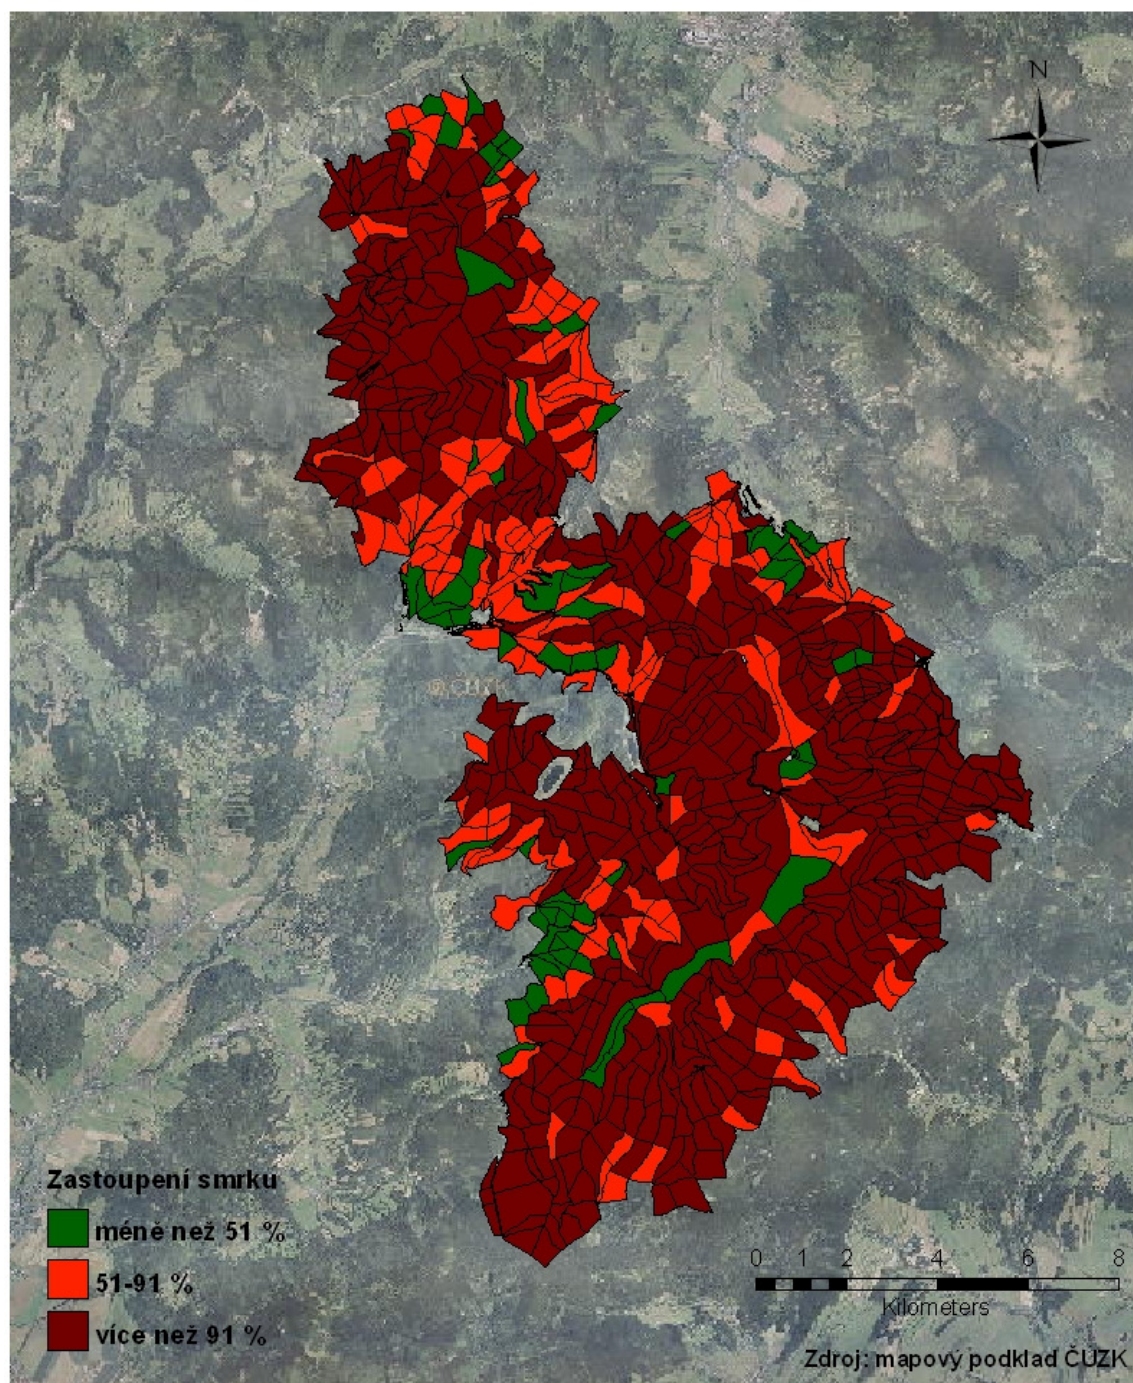 N
Zastoupení smrku
méně než 51 %
51-91 %
více než 91 %
0 1 2 4 6 8
Kilometers
Zdroj: mapový podklad ČÚZK